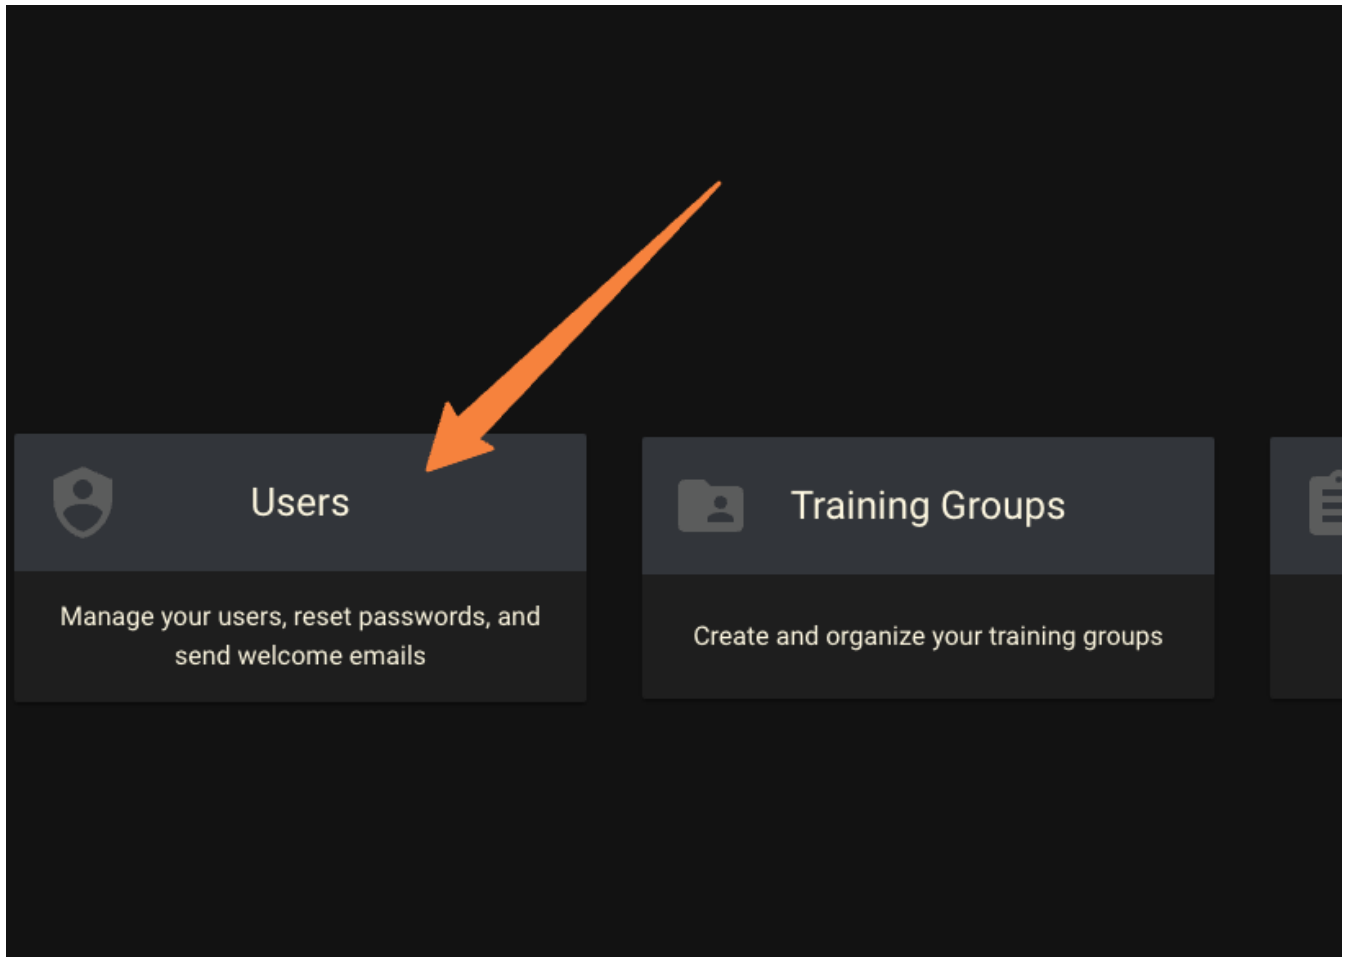 Users
Manage your users, reset passwords, and
send welcome emails
Training Groups
Create and organize your training groups